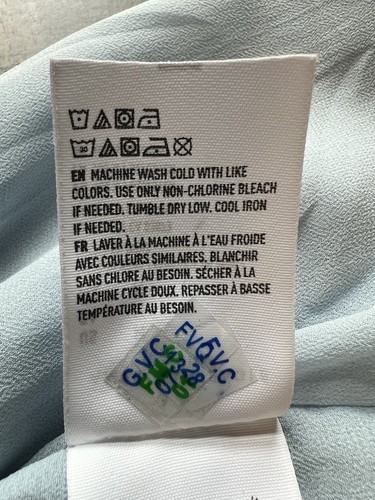 30
EN MACHINE WASH COLD WITH LIKE
COLORS. USE ONLY NON-CHLORINE BLEACH
IF NEEDED. TUMBLE DRY LOW. COOL IRON
IF NEEDED.
FR LAVER À LA MACHINE À L'EAU FROIDE
AVEC COULEURS SIMILAIRES. BLANCHIR
SANS CHLORE AU BESOIN. SÉCHER À LA
MACHINE CYCLE DOUX. REPASSER À BASSE
TEMPÉRATURE AU BESOIN.